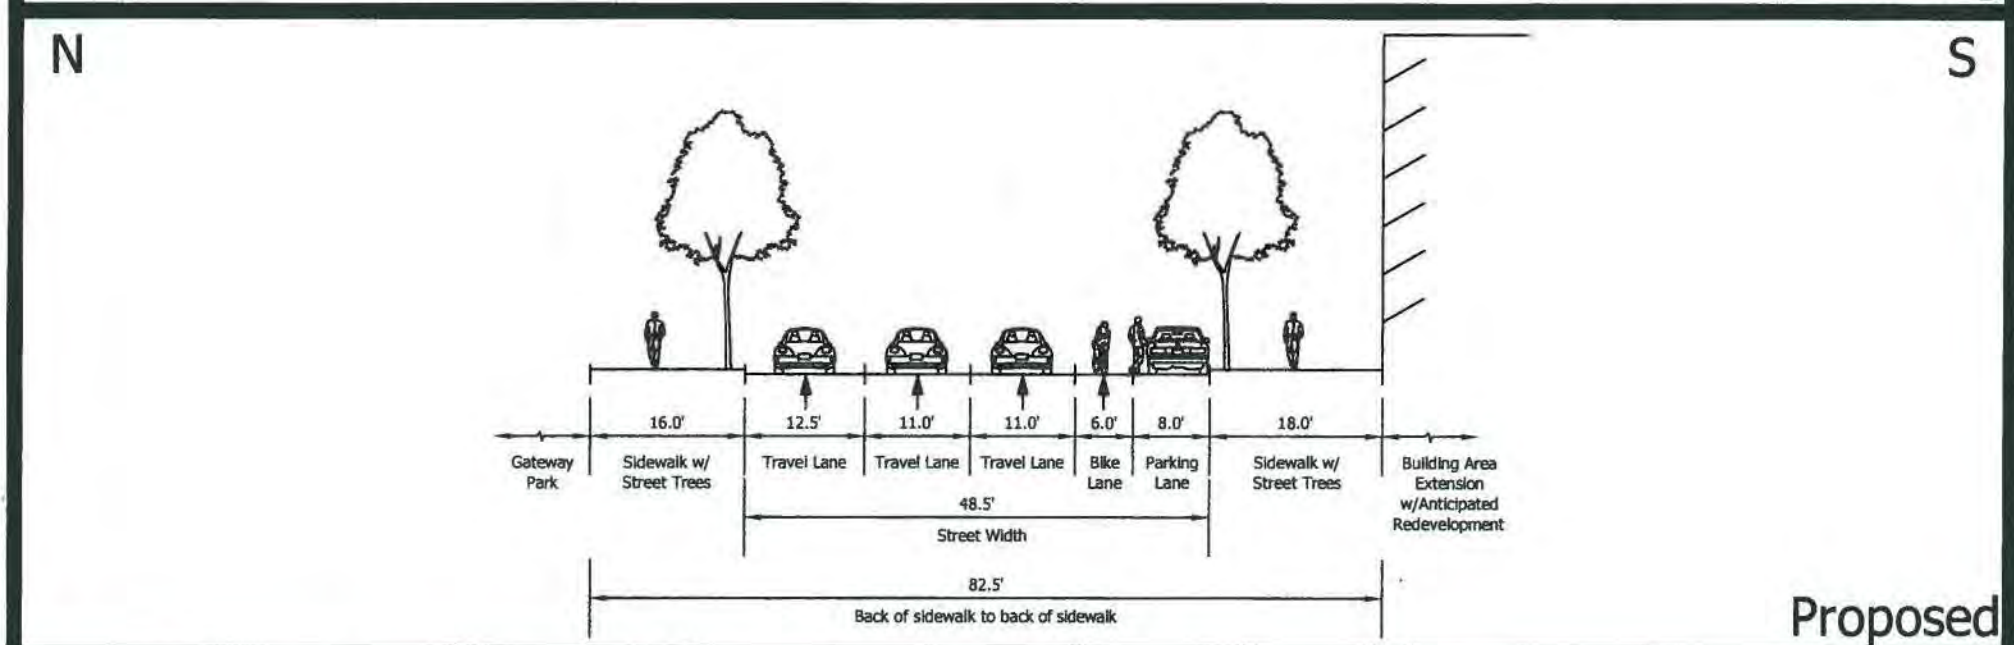 N
S
16.0'
12.5'
11.0'
11.0'
6.0'
8.0'
18.0'
Gateway
Park
Sidewalk w/
Street Trees
Travel Lane
Travel Lane
Travel Lane
Bike
Lane
Parking
Lane
Sidewalk w/
Street Trees
Building Area
Extension
w/Anticipated
Redevelopment
48.5'
Street Width
82.5'
Back of sidewalk to back of sidewalk
Proposed